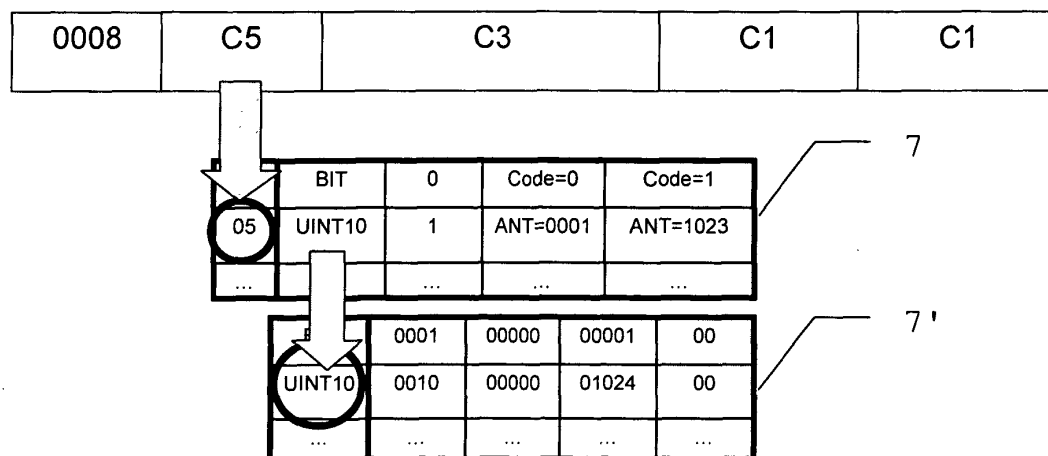 0008 C5 C3 C1 C1
7
BIT 0 Code=0 Code=1
05 UINT10 1 ANT=0001 ANT=1023
... ... ... ...
7'
0001 00000 00001 00
UINT10 0010 00000 01024 00
... ... ... ... ...